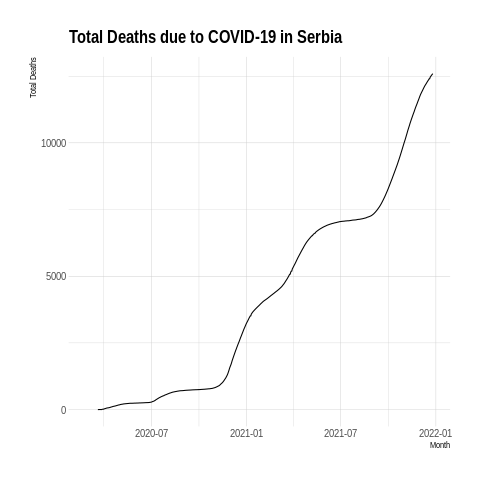 Total Deaths due to COVID-19 in Serbia
Total Deaths
10000
5000
0
2020-07
2021-01
2021-07
2022-01
Month